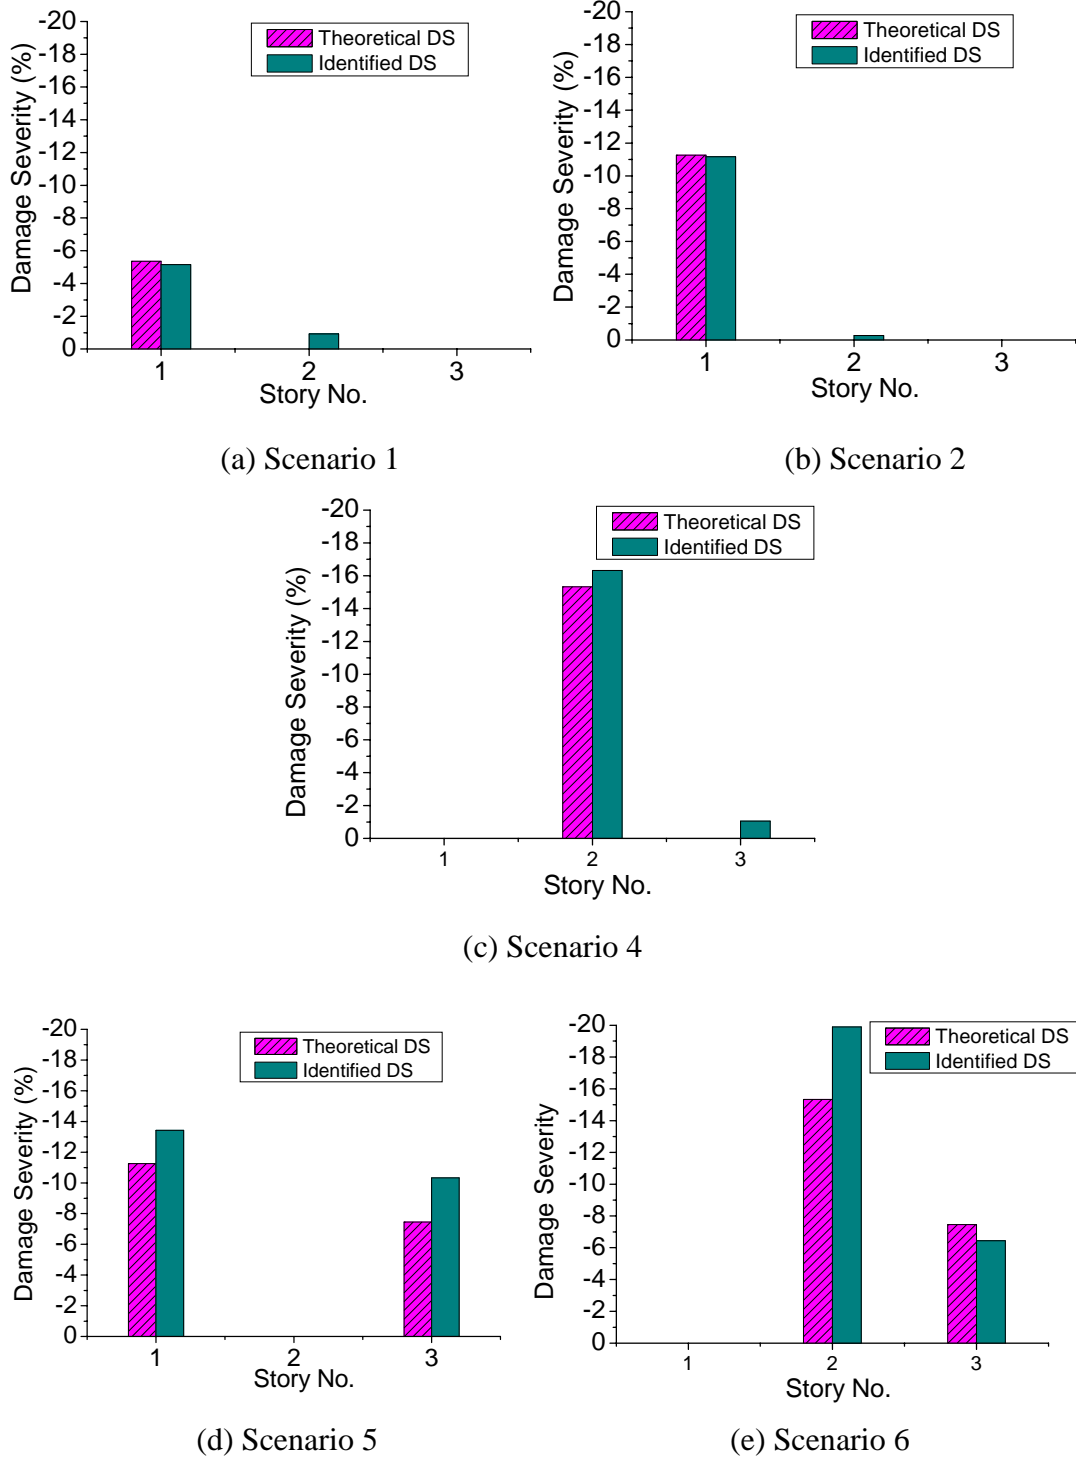 -20
-18
-16
-14
-12
-10
-8
-6
-4
-2
0
Damage Severity (%)
Theoretical DS
Identified DS
1 2 3
Story No.
(a) Scenario 1
-20
-18
-16
-14
-12
-10
-8
-6
-4
-2
0
Damage Severity (%)
Theoretical DS
Identified DS
1 2 3
Story No.
(b) Scenario 2
-20
-18
-16
-14
-12
-10
-8
-6
-4
-2
0
Damage Severity (%)
Theoretical DS
Identified DS
1 2 3
Story No.
(c) Scenario 4
-20
-18
-16
-14
-12
-10
-8
-6
-4
-2
0
Damage Severity (%)
Theoretical DS
Identified DS
1 2 3
Story No.
(d) Scenario 5
-20
-18
-16
-14
-12
-10
-8
-6
-4
-2
0
Damage Severity
Theoretical DS
Identified DS
1 2 3
Story No.
(e) Scenario 6